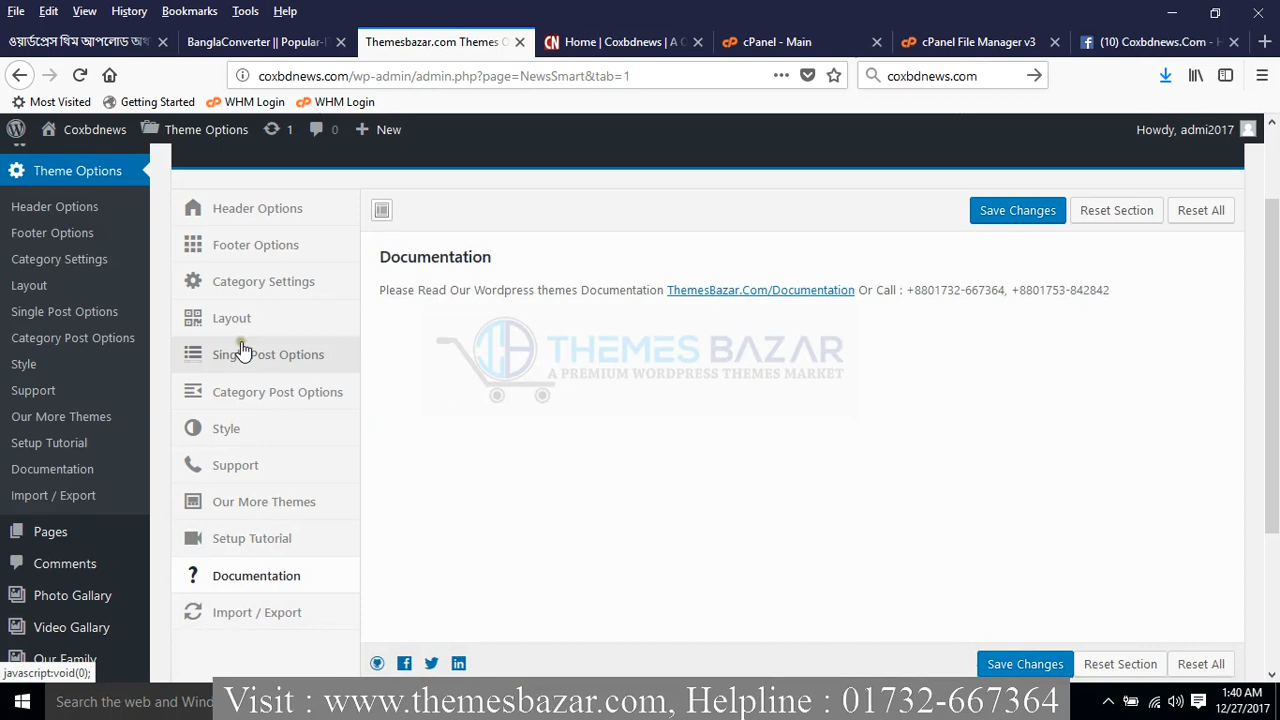 File Edit View History Bookmarks Tools Help
ওয়ার্ডপ্রেস থিম আপলোড অথ
BanglaConverter || Popular-I
Themesbazar.com Themes O
Home | Coxbdnews | A C
cPanel - Main
cPanel File Manager v3
(10) Coxbdnews.Com - H
coxbdnews.com/wp-admin/admin.php?page=NewsSmart&tab=1
coxbdnews.com
Most Visited Getting Started WHM Login WHM Login
Coxbdnews Theme Options 1 0 New Howdy, admi2017
Theme Options
Header Options
Footer Options
Category Settings
Layout
Single Post Options
Category Post Options
Style
Support
Our More Themes
Setup Tutorial
Documentation
Import / Export
Pages
Comments
Photo Gallary
Video Gallary
Our Family
javascript:void(0);
Header Options
Footer Options
Category Settings
Layout
Single Post Options
Category Post Options
Style
Support
Our More Themes
Setup Tutorial
Documentation
Import / Export
Save Changes Reset Section Reset All
Documentation
Please Read Our Wordpress themes Documentation ThemesBazar.Com/Documentation Or Call : +8801732-667364, +8801753-842842
THEMES BAZAR
A PREMIUM WORDPRESS THEMES MARKET
Save Changes Reset Section Reset All
Search the web and Wind
Visit : www.themesbazar.com, Helpline : 01732-667364
1:40 AM
12/27/2017